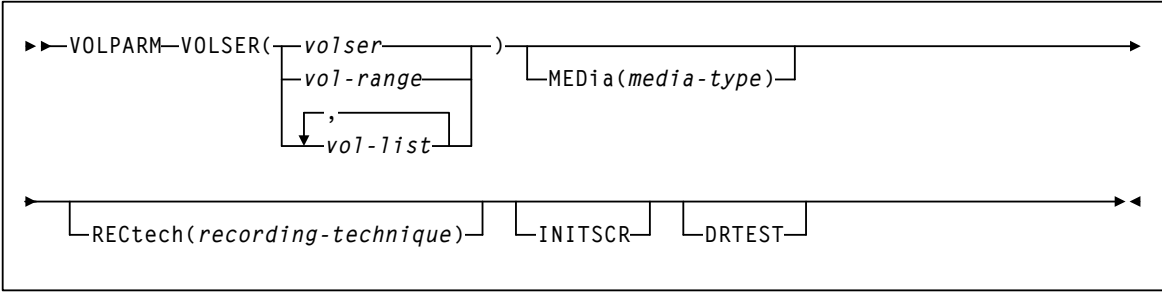 VOLPARM VOLSER( volser )
vol-range
MEDia(media-type)
,
vol-list
RECtech(recording-technique)
INITSCR
DRTEST